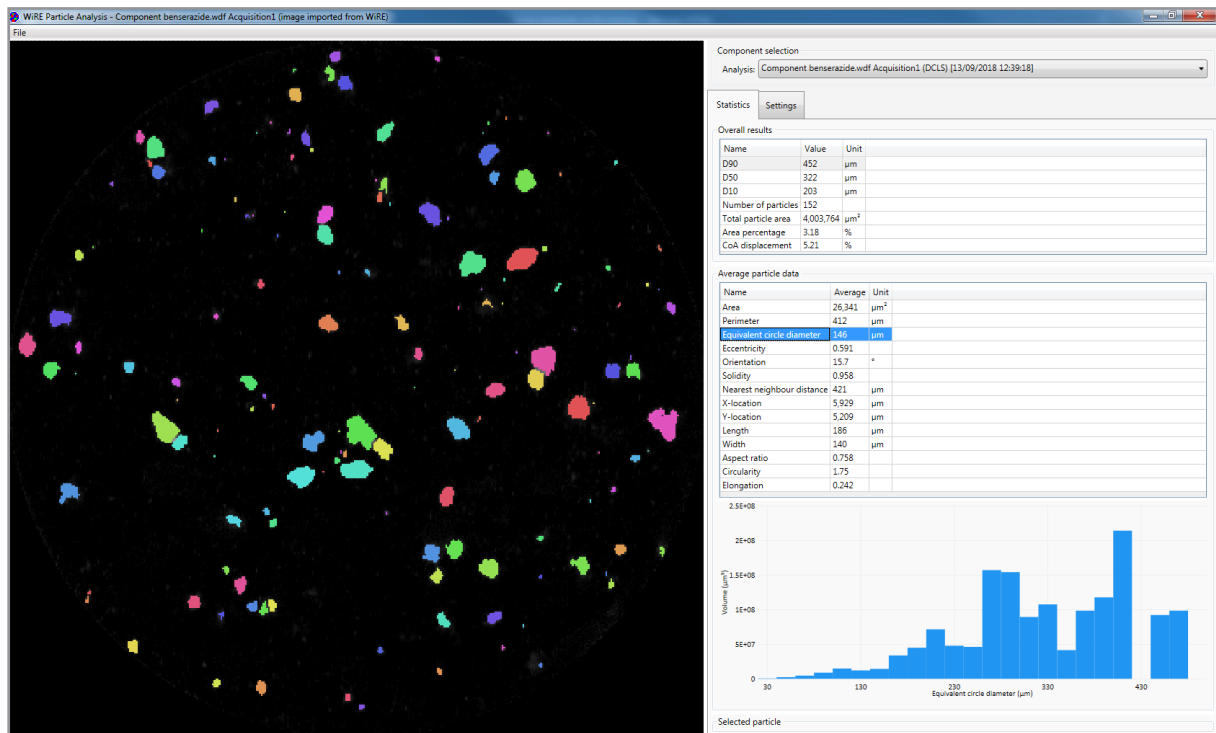 WiRE Particle Analysis - Component benserazide.wdf Acquisition1 (image imported from WiRE)
File
Component selection
Analysis: Component benserazide.wdf Acquisition1 (DCLS) [13/09/2018 12:39:18]
Statistics Settings
Overall results
Name Value Unit
D90 452 µm
D50 322 µm
D10 203 µm
Number of particles 152
Total particle area 4,003,764 µm²
Area percentage 3.18 %
CoA displacement 5.21 %
Average particle data
Name Average Unit
Area 26,341 µm²
Perimeter 412 µm
Equivalent circle diameter 146 µm
Eccentricity 0.591
Orientation 15.7 °
Solidity 0.958
Nearest neighbour distance 421 µm
X-location 5,929 µm
Y-location 5,209 µm
Length 186 µm
Width 140 µm
Aspect ratio 0.758
Circularity 1.75
Elongation 0.242
2.5E+08
2E+08
1.5E+08
1E+08
5E+07
0
Volume (µm³)
30 130 230 330 430
Equivalent circle diameter (µm)
Selected particle